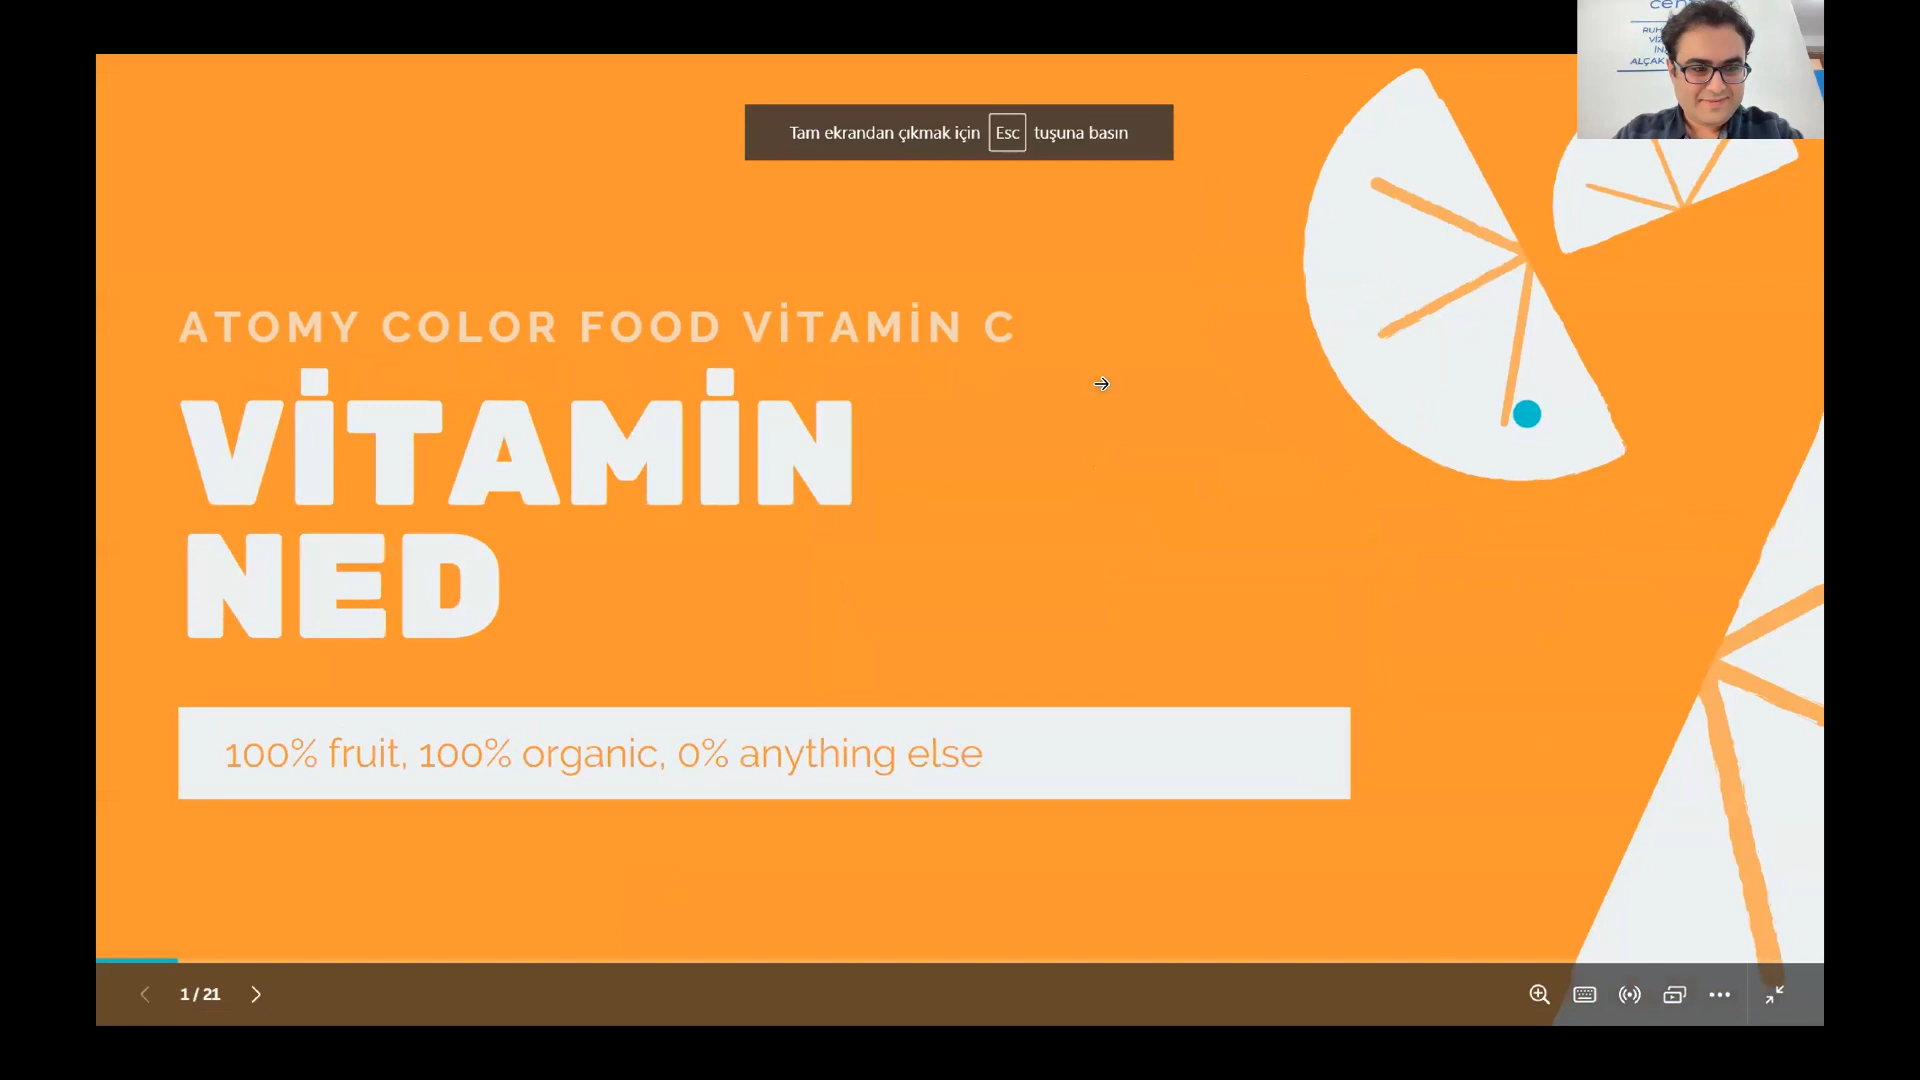 Tam ekrandan çıkmak için Esc tuşuna basın
ATOMY COLOR FOOD VİTAMİN C
VİTAMİN
NED
100% fruit, 100% organic, 0% anything else
1 / 21
ALÇAK